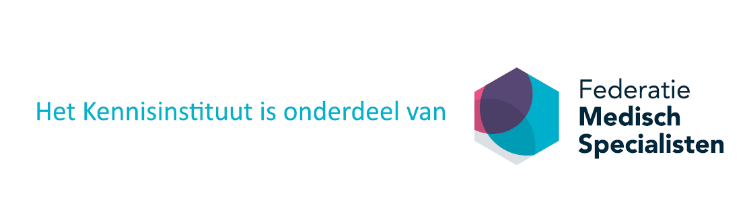 Het Kennisinstituut is onderdeel van
Federatie
Medisch
Specialisten